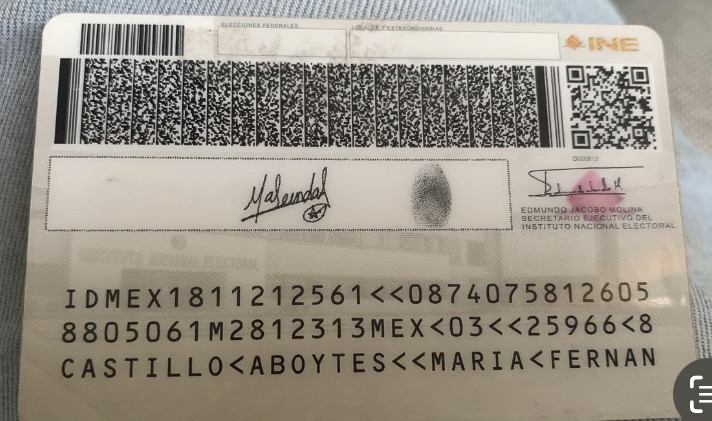 ELECCIONES FEDERALES
LOCALES Y EXTRAORDINARIAS
INE
EDMUNDO JACOBO MOLINA
SECRETARIO EJECUTIVO DEL
INSTITUTO NACIONAL ELECTORAL
IDMEX1811212561<<0874075812605
8805061M2812313MEX<03<<25966<8
CASTILLO<ABOYTES<<MARIA<FERNAN